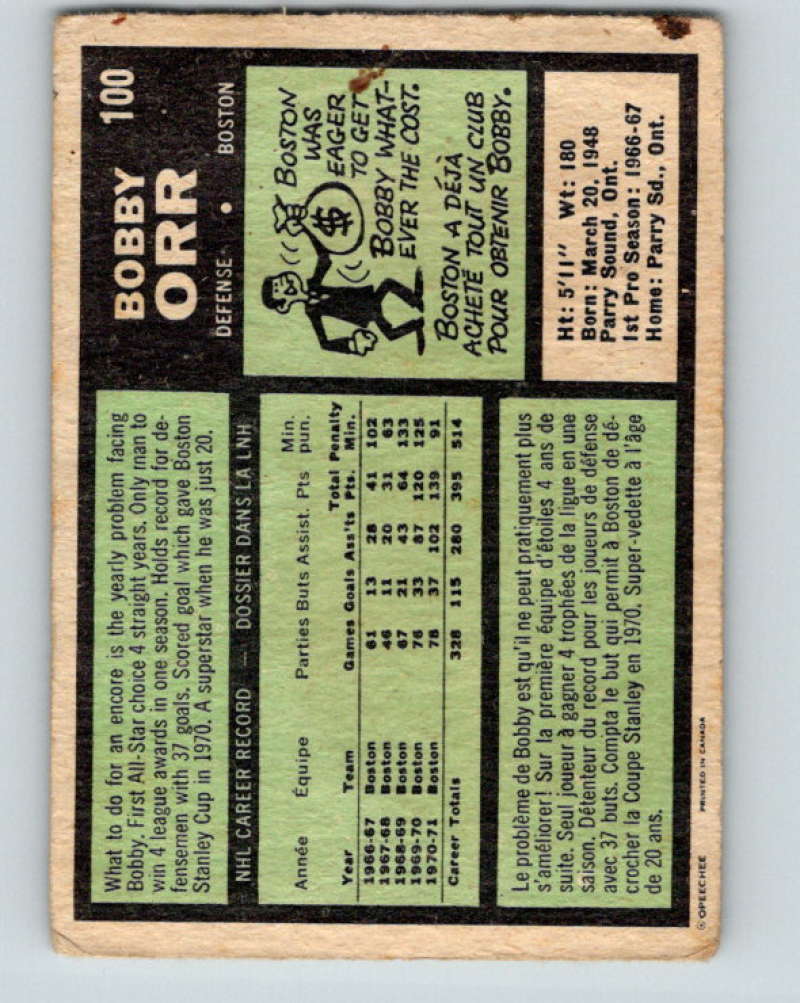 What to do for an encore is the yearly problem facing
Bobby. First All-Star choice 4 straight years. Only man to
win 4 league awards in one season. Holds record for de-
fensemen with 37 goals. Scored goal which gave Boston
Stanley Cup in 1970. A superstar when he was just 20.
BOBBY 100
ORR
DEFENSE • BOSTON
NHL CAREER RECORD — DOSSIER DANS LA LNH
Année Équipe Parties Buts Assist. Pts Min. pun.
Year Team Games Goals Ass'ts Total Pts. Penalty Min.
1966-67 Boston 61 13 28 41 102
1967-68 Boston 46 11 20 31 63
1968-69 Boston 67 21 43 64 133
1969-70 Boston 76 33 87 120 125
1970-71 Boston 78 37 102 139 91
Career Totals 328 115 280 395 514
$
BOSTON
WAS
EAGER
TO GET
BOBBY WHAT-
EVER THE COST.
BOSTON A DÉJÀ
ACHETÉ TOUT UN CLUB
POUR OBTENIR BOBBY.
Le problème de Bobby est qu'il ne peut pratiquement plus
s'améliorer! Sur la première équipe d'étoiles 4 ans de
suite. Seul joueur à gagner 4 trophées de la ligue en une
saison. Détenteur du record pour les joueurs de défense
avec 37 buts. Compta le but qui permit à Boston de dé-
crocher la Coupe Stanley en 1970. Super-vedette à l'âge
de 20 ans.
Ht: 5'11" Wt: 180
Born: March 20, 1948
Parry Sound, Ont.
1st Pro Season: 1966-67
Home: Parry Sd., Ont.
© OPEECHEE PRINTED IN CANADA